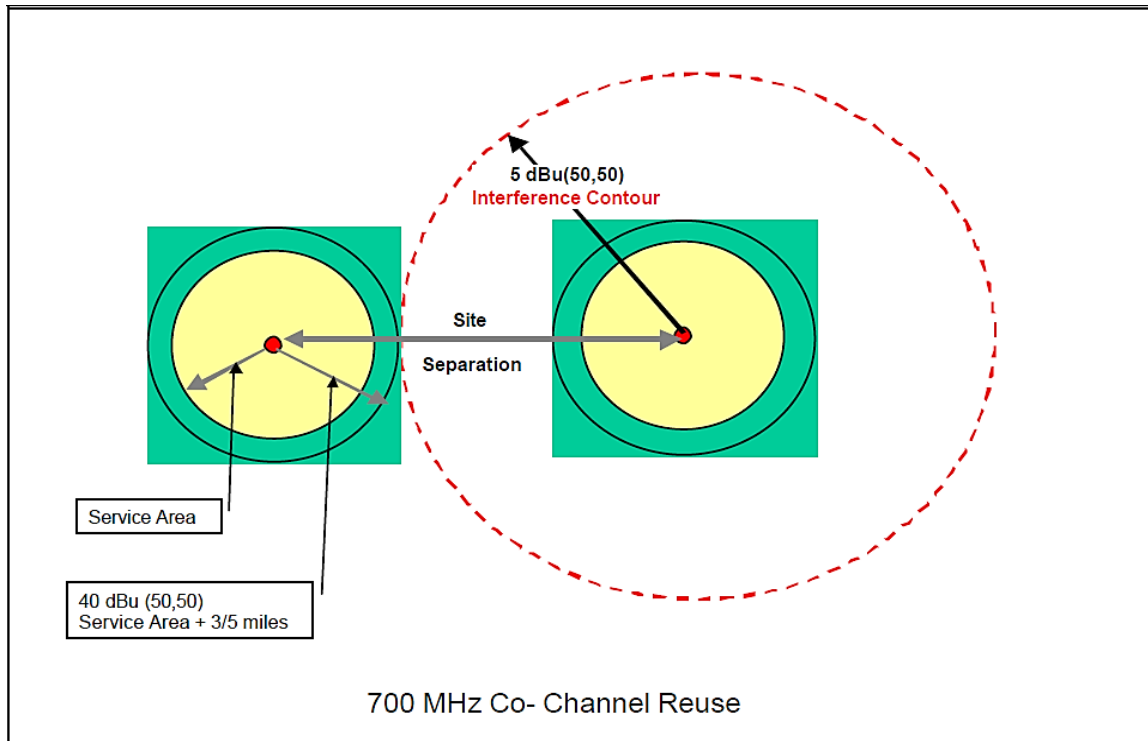 5 dBu(50,50)
Interference Contour
Site
Separation
Service Area
40 dBu (50,50)
Service Area + 3/5 miles
700 MHz Co- Channel Reuse